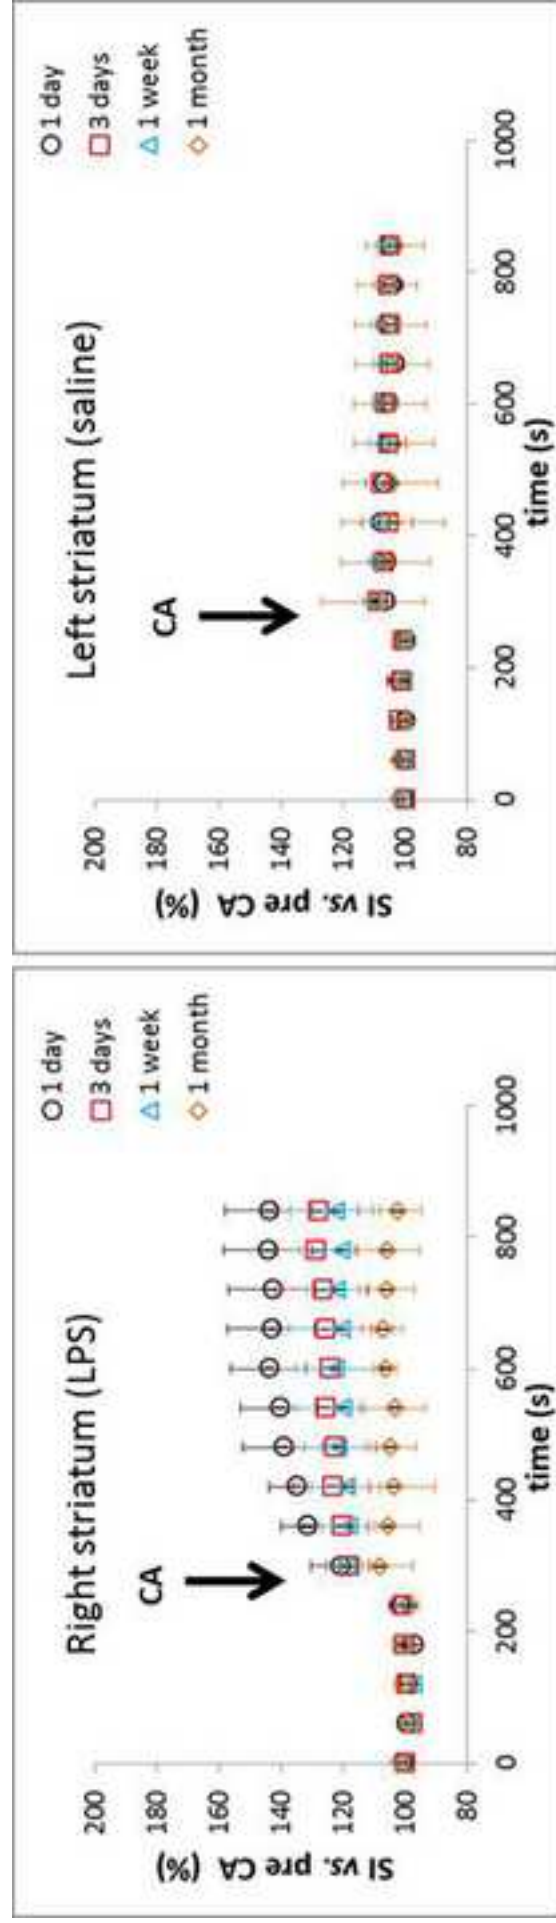 Right striatum (LPS)
1 day
3 days
1 week
1 month
CA
SI vs. pre CA (%)
200
180
160
140
120
100
80
0
200
400
600
800
1000
time (s)
Left striatum (saline)
1 day
3 days
1 week
1 month
CA
SI vs. pre CA (%)
200
180
160
140
120
100
80
0
200
400
600
800
1000
time (s)